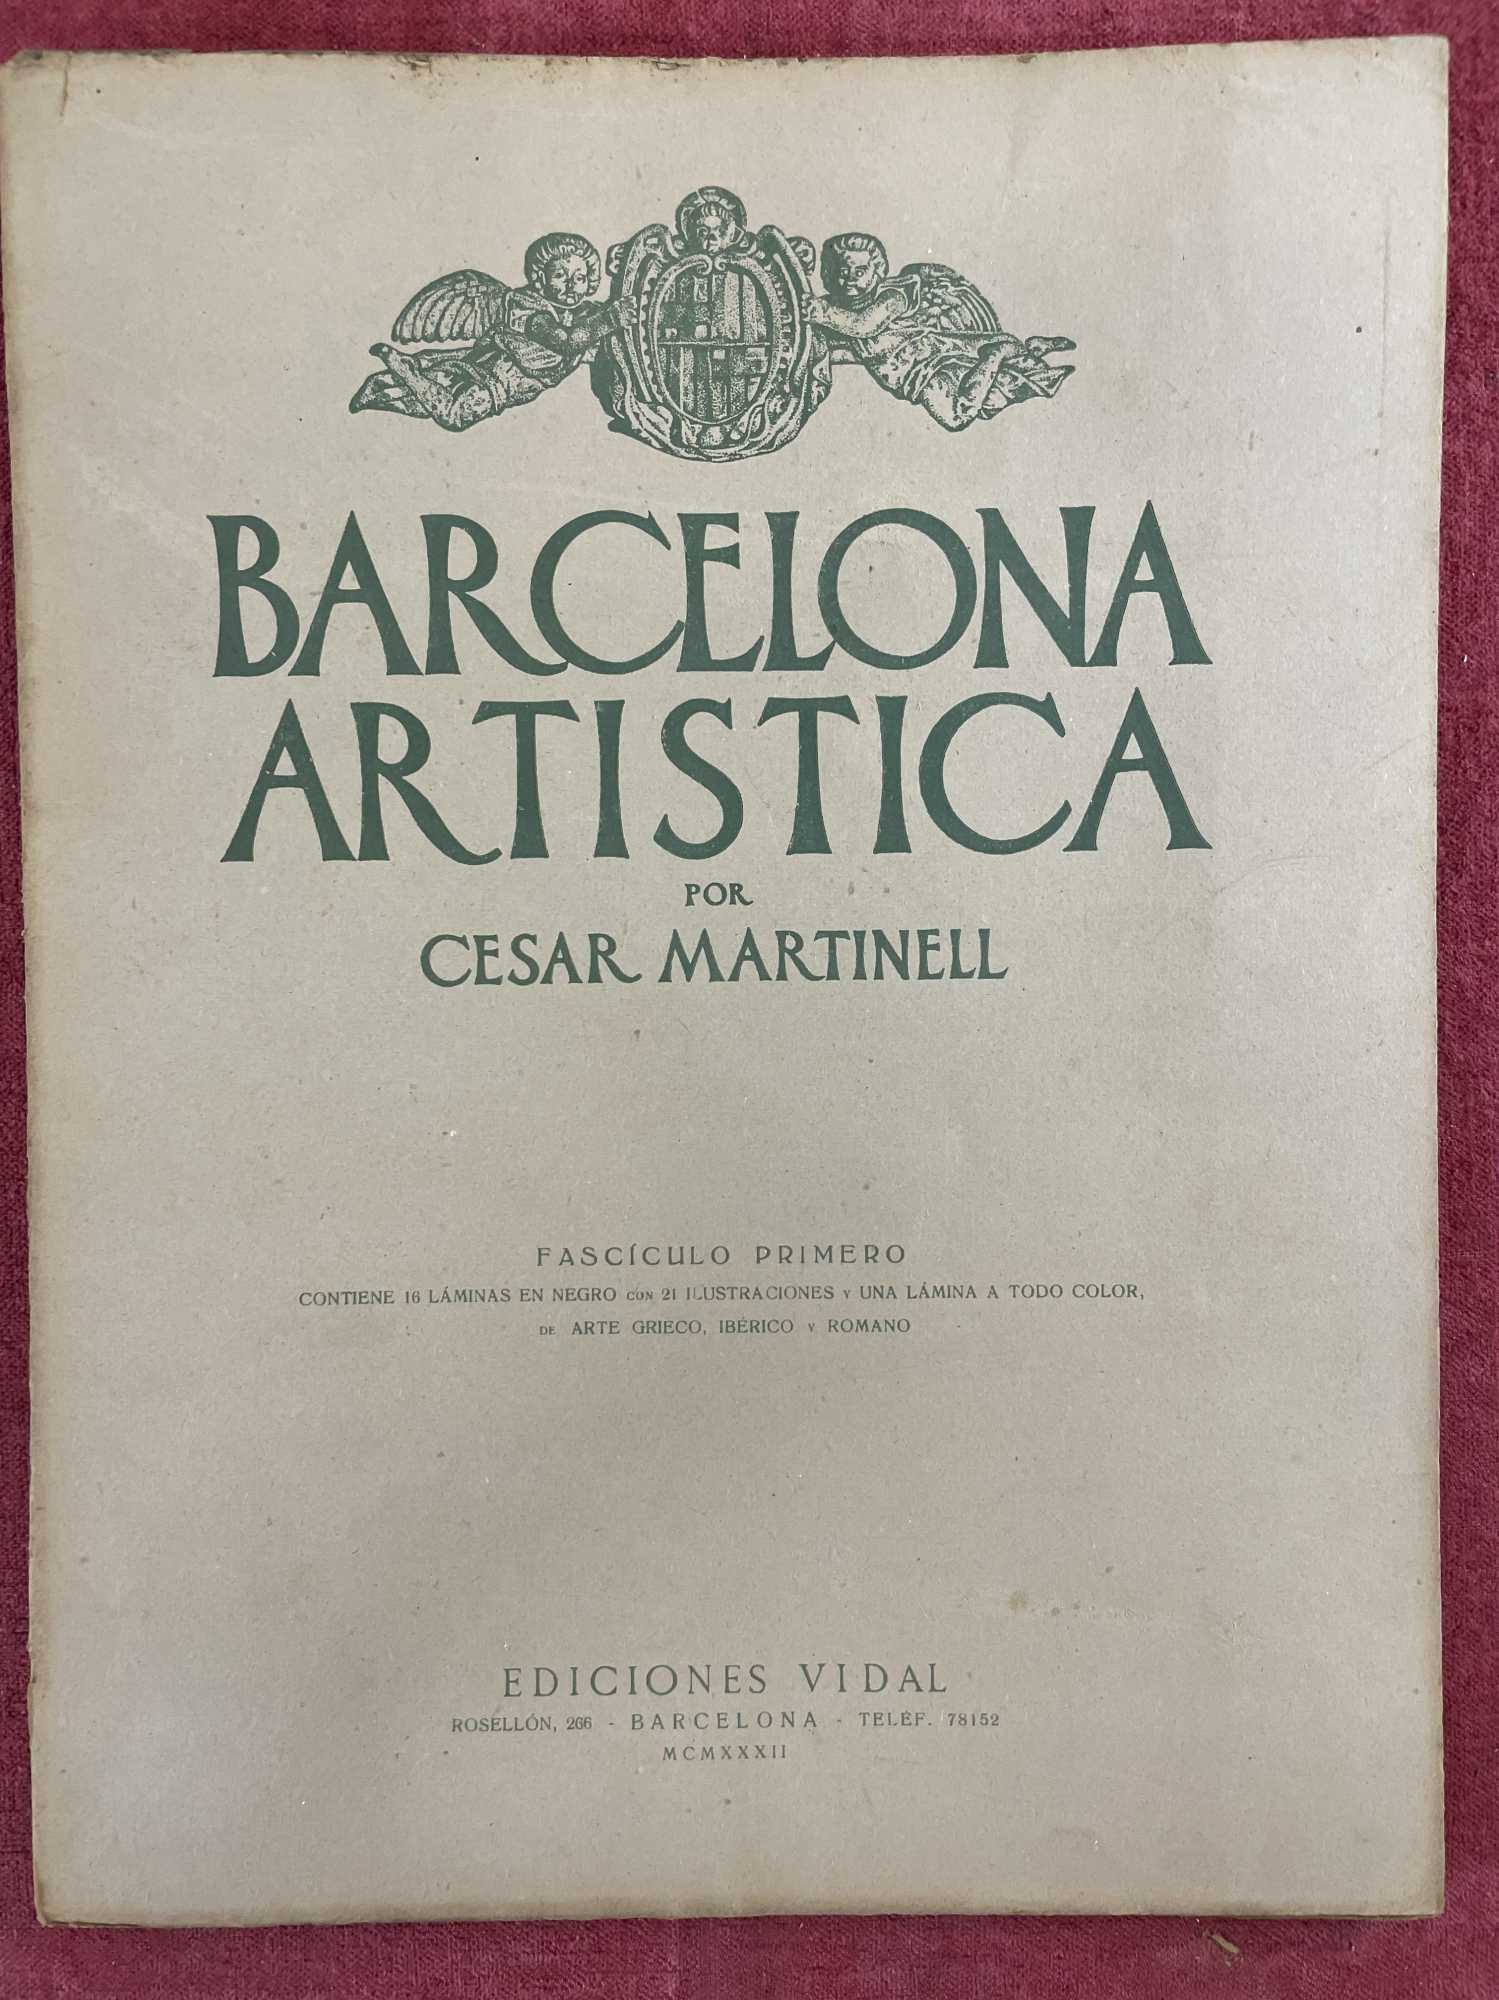 BARCELONA
ARTISTICA
POR
CESAR MARTINELL
FASCÍCULO PRIMERO
CONTIENE 16 LÁMINAS EN NEGRO CON 21 ILUSTRACIONES Y UNA LÁMINA A TODO COLOR,
DE ARTE GRIECO, IBÉRICO Y ROMANO
EDICIONES VIDAL
ROSELLÓN, 266 - BARCELONA - TELÉF. 78152
MCMXXXII